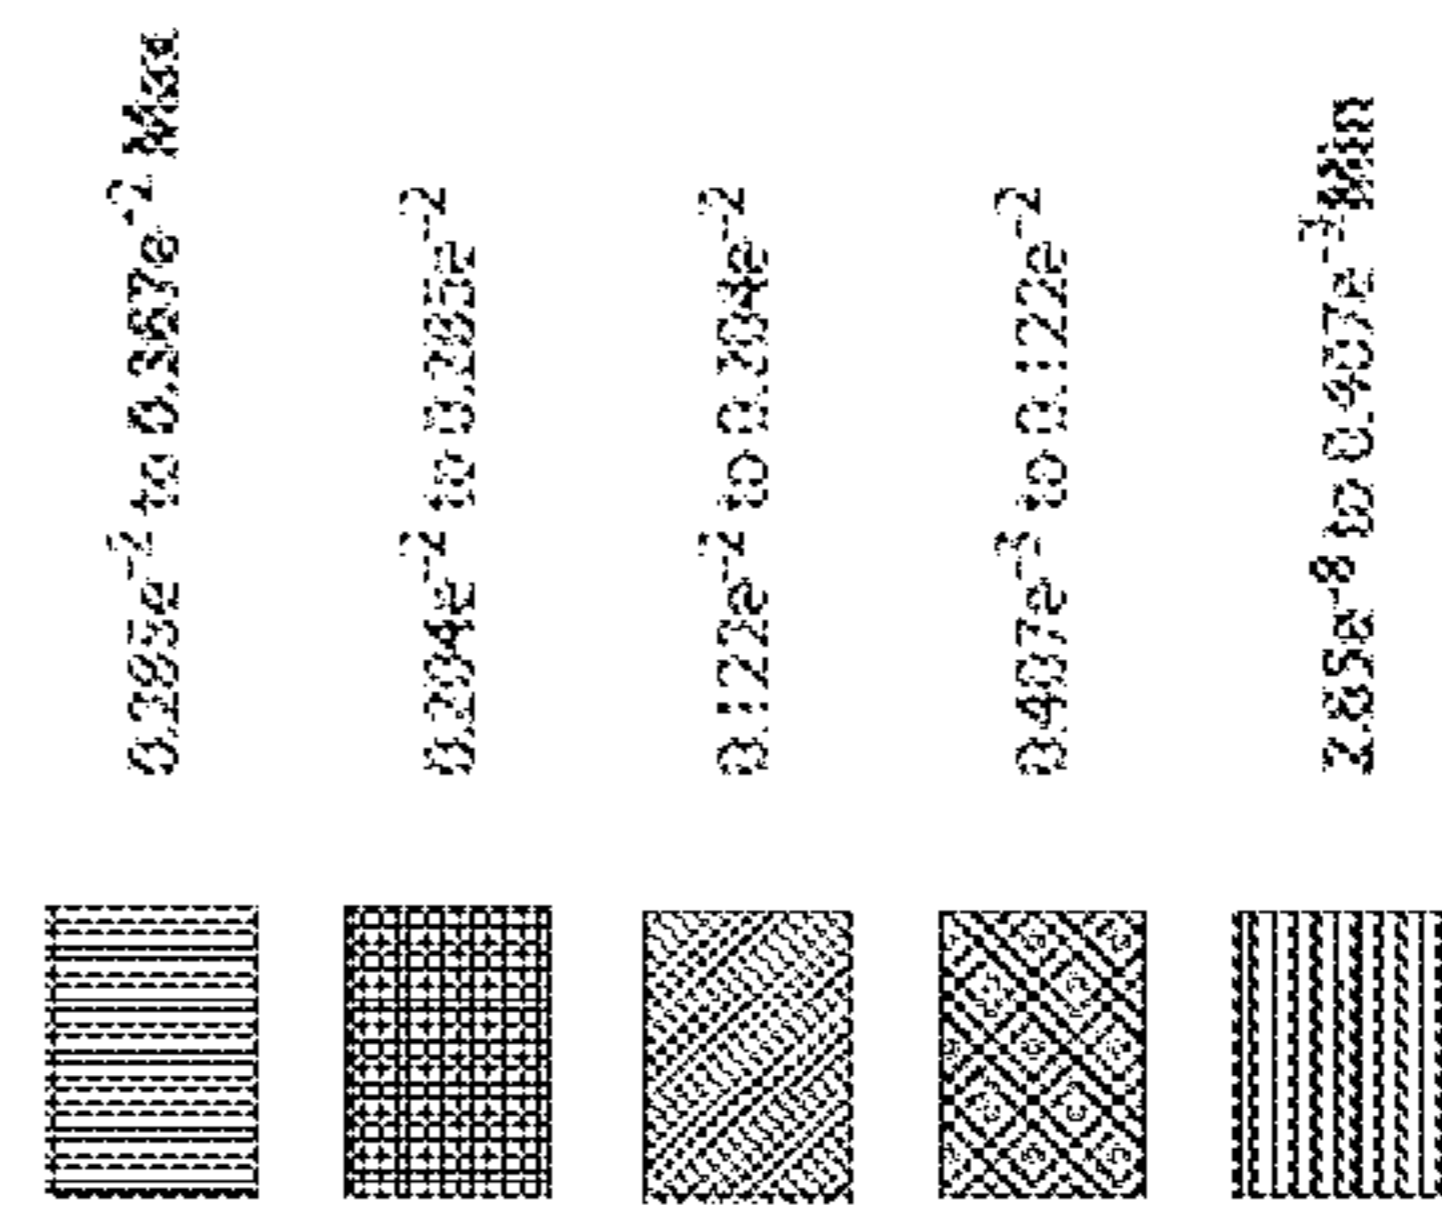 0.285e⁻² to 0.367e⁻² Max
0.204e⁻² to 0.285e⁻²
0.122e⁻² to 0.204e⁻²
0.407e⁻³ to 0.122e⁻²
2.85e⁻⁸ to 0.407e⁻³ Min